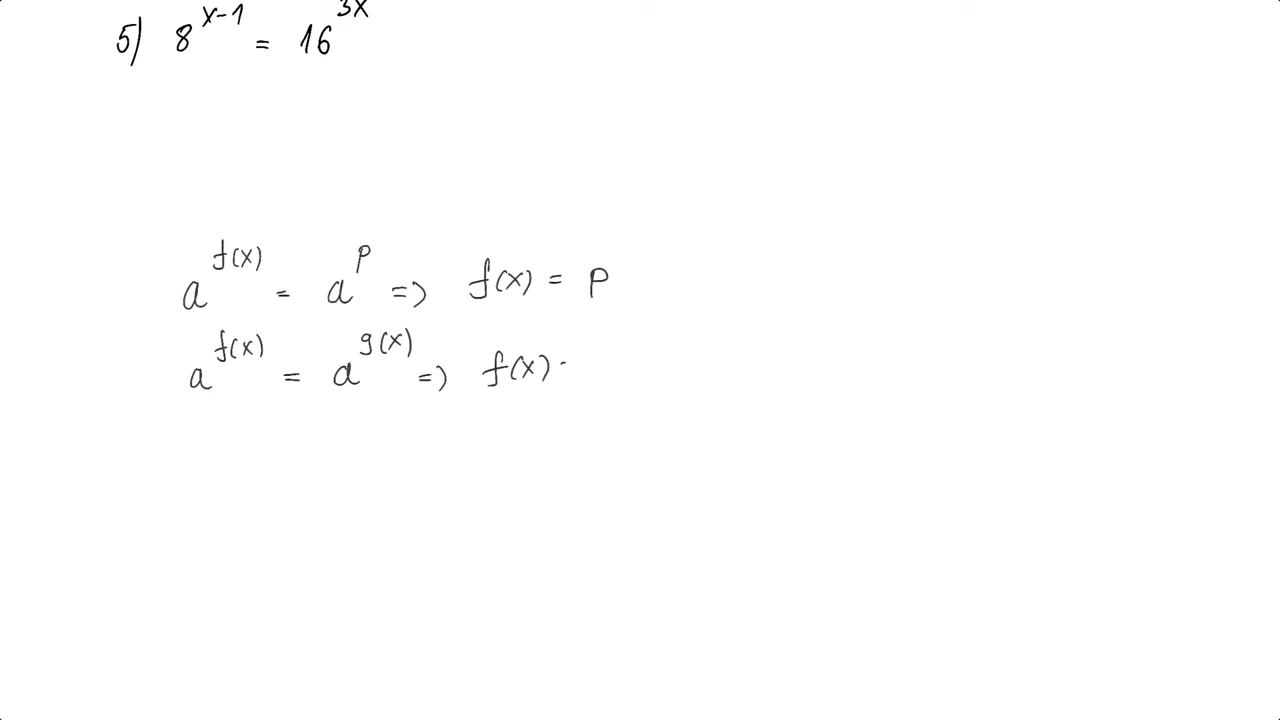 5) 8^{x-1} = 16^{3x}
a^{f(x)} = a^{p} => f(x) = p
a^{f(x)} = a^{g(x)} => f(x) -